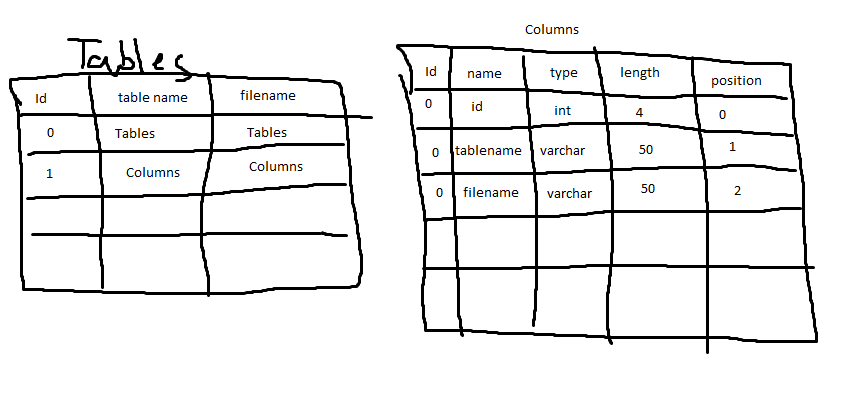 Tables
Id table name filename
0 Tables Tables
1 Columns Columns
Columns
Id name type length position
0 id int 4 0
0 tablename varchar 50 1
0 filename varchar 50 2